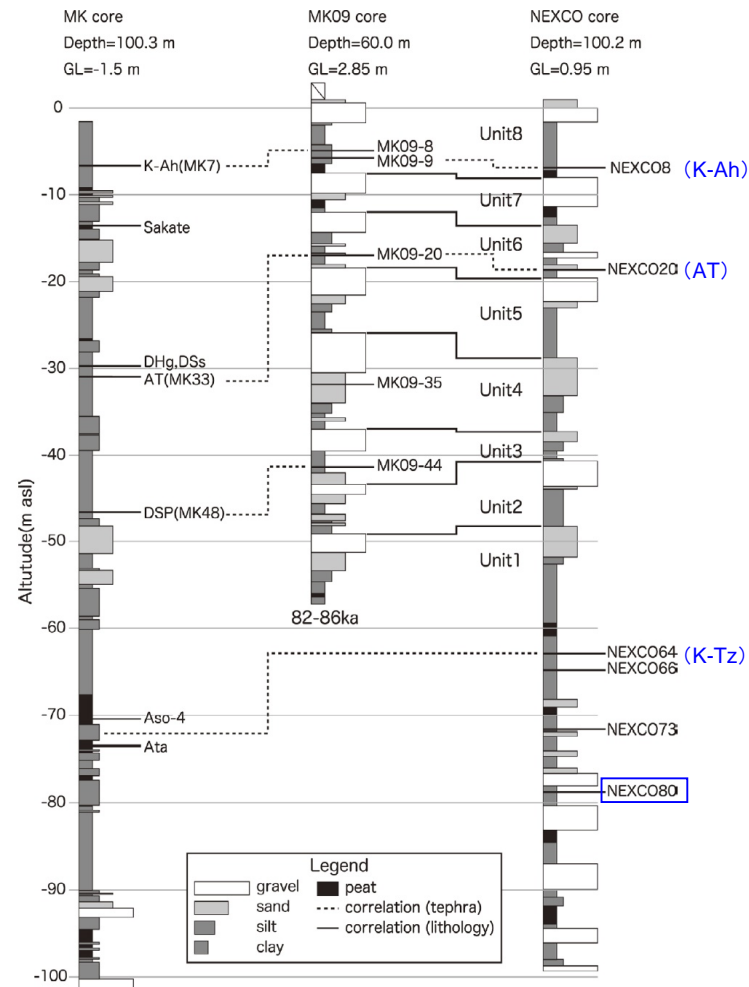 MK core
Depth=100.3 m
GL=-1.5 m
MK09 core
Depth=60.0 m
GL=2.85 m
NEXCO core
Depth=100.2 m
GL=0.95 m
Altutude(m asl)
0
-10
-20
-30
-40
-50
-60
-70
-80
-90
-100
K-Ah(MK7)
Sakate
DHg,DSs
AT(MK33)
DSP(MK48)
Aso-4
Ata
MK09-8
MK09-9
MK09-20
MK09-35
MK09-44
82-86ka
Unit8
Unit7
Unit6
Unit5
Unit4
Unit3
Unit2
Unit1
NEXCO8 (K-Ah)
NEXCO20 (AT)
NEXCO64 (K-Tz)
NEXCO66
NEXCO73
NEXCO80
Legend
gravel
sand
silt
clay
peat
correlation (tephra)
correlation (lithology)